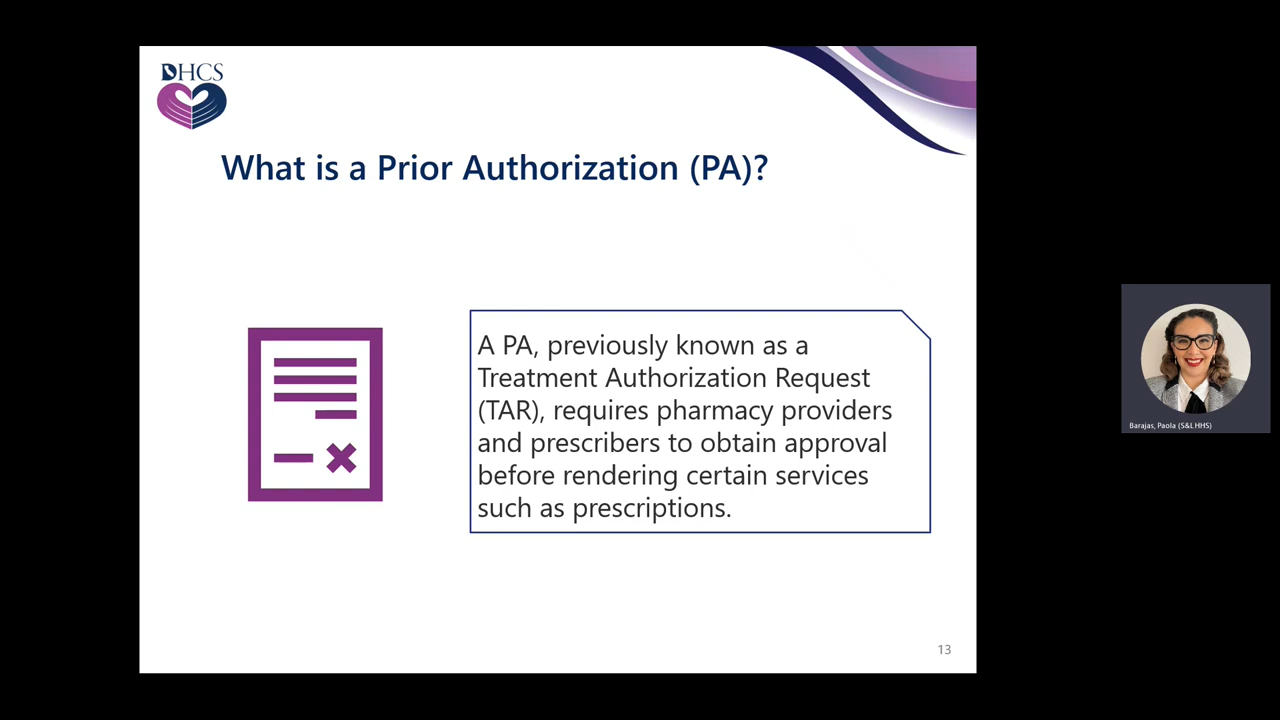 DHCS
What is a Prior Authorization (PA)?
A PA, previously known as a
Treatment Authorization Request
(TAR), requires pharmacy providers
and prescribers to obtain approval
before rendering certain services
such as prescriptions.
Barajas, Paola (S&L HHS)
13